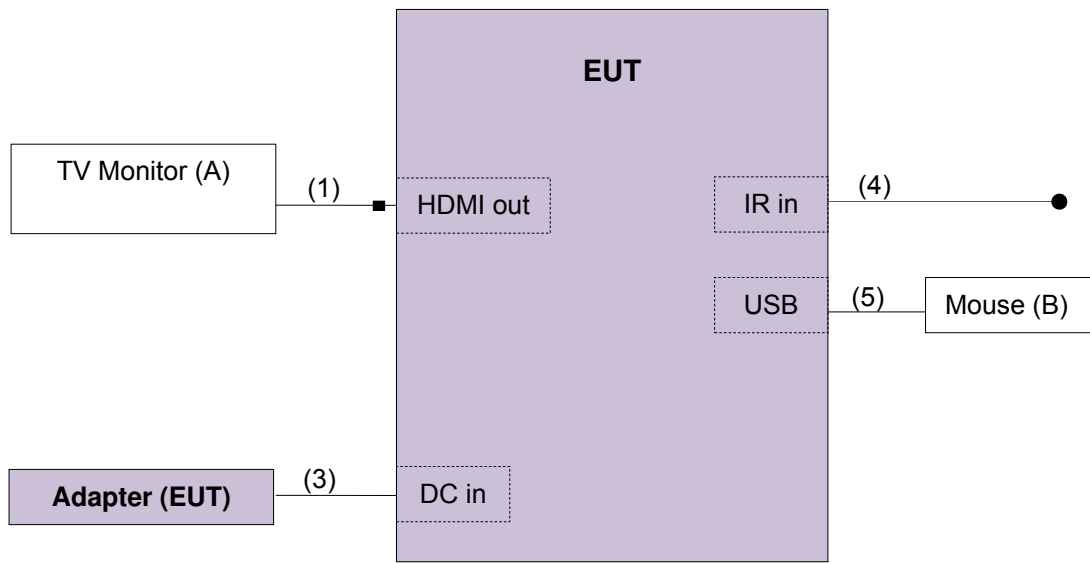 EUT
TV Monitor (A)
(1)
HDMI out
IR in
(4)
USB
(5)
Mouse (B)
Adapter (EUT)
(3)
DC in